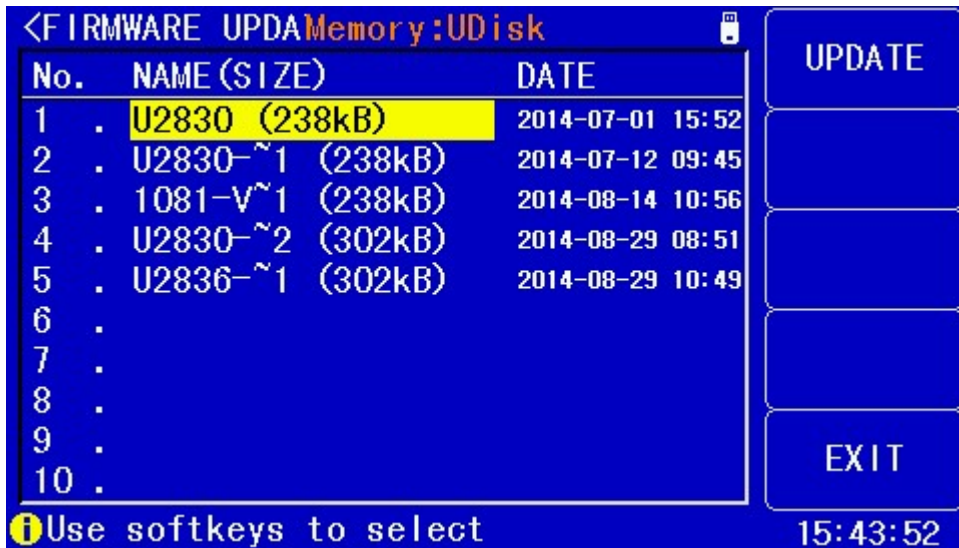 <FIRMWARE UPDAMemory:UDisk
No. NAME(SIZE) DATE
1 . U2830 (238kB) 2014-07-01 15:52
2 . U2830-~1 (238kB) 2014-07-12 09:45
3 . 1081-V~1 (238kB) 2014-08-14 10:56
4 . U2830-~2 (302kB) 2014-08-29 08:51
5 . U2836-~1 (302kB) 2014-08-29 10:49
6 .
7 .
8 .
9 .
10 .
Use softkeys to select
UPDATE
EXIT
15:43:52